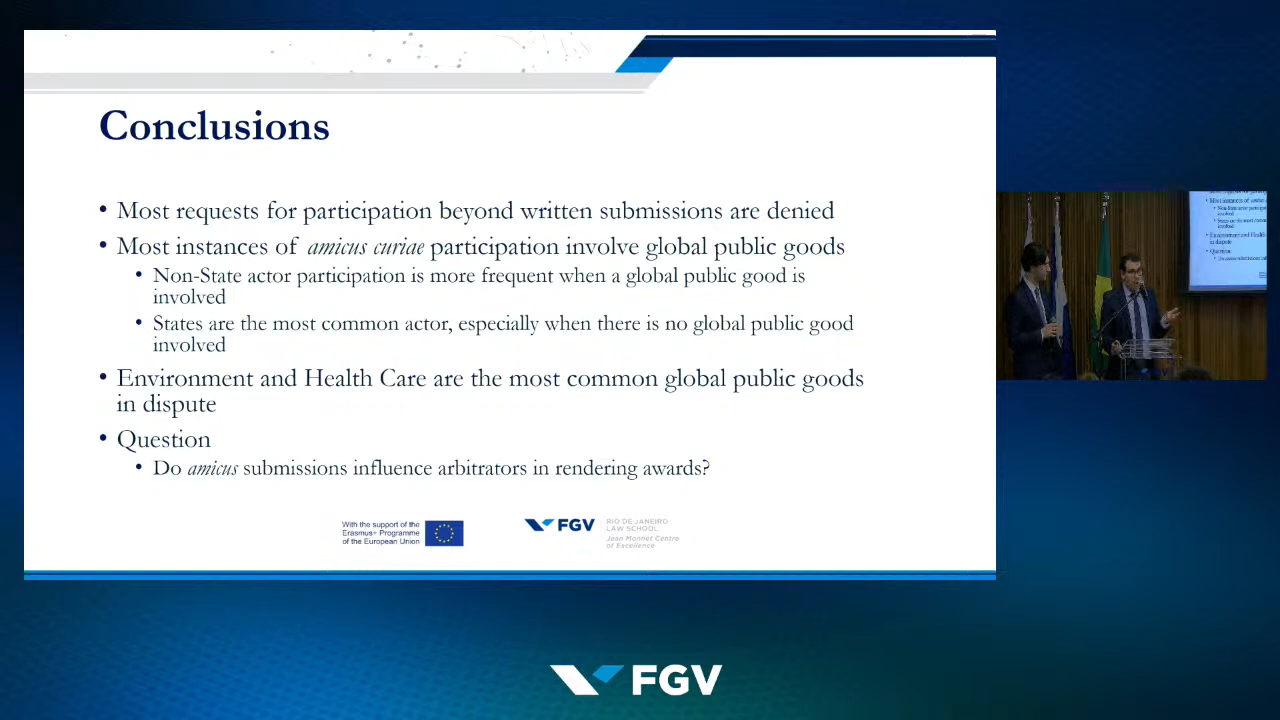 Conclusions
• Most requests for participation beyond written submissions are denied
• Most instances of amicus curiae participation involve global public goods
• Non-State actor participation is more frequent when a global public good is
involved
• States are the most common actor, especially when there is no global public good
involved
• Environment and Health Care are the most common global public goods
in dispute
• Question
• Do amicus submissions influence arbitrators in rendering awards?
With the support of the
Erasmus+ Programme
of the European Union
FGV
RIO DE JANEIRO
LAW SCHOOL
Jean Monnet Centre
of Excellence
FGV